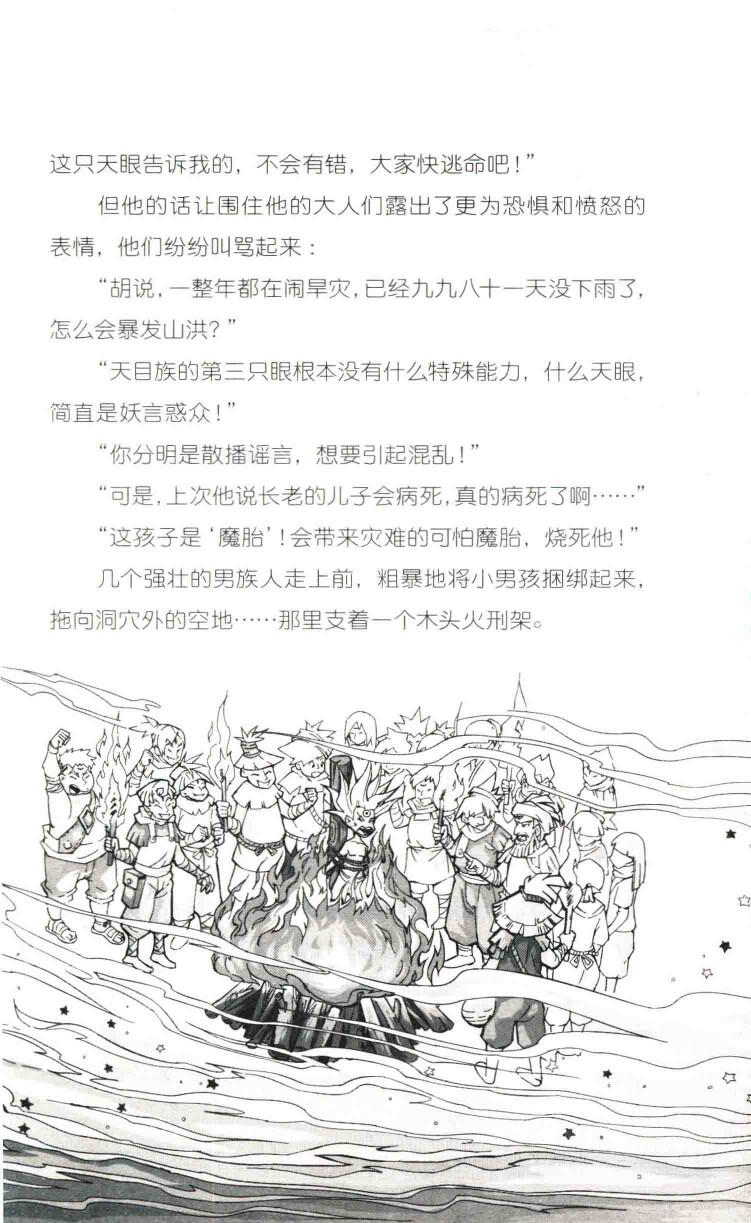 这只天眼告诉我的，不会有错，大家快逃命吧！”
但他的话让围住他的大人们露出了更为恐惧和愤怒的
表情，他们纷纷叫骂起来：
“胡说，一整年都在闹旱灾，已经九九八十一天没下雨了，
怎么会暴发山洪？”
“天目族的第三只眼根本没有什么特殊能力，什么天眼，
简直是妖言惑众！”
“你分明是散播谣言，想要引起混乱！”
“可是，上次他说长老的儿子会病死，真的病死了啊……”
“这孩子是‘魔胎’！会带来灾难的可怕魔胎，烧死他！”
几个强壮的男族人走上前，粗暴地将小男孩捆绑起来，
拖向洞穴外的空地……那里支着一个木头火刑架。